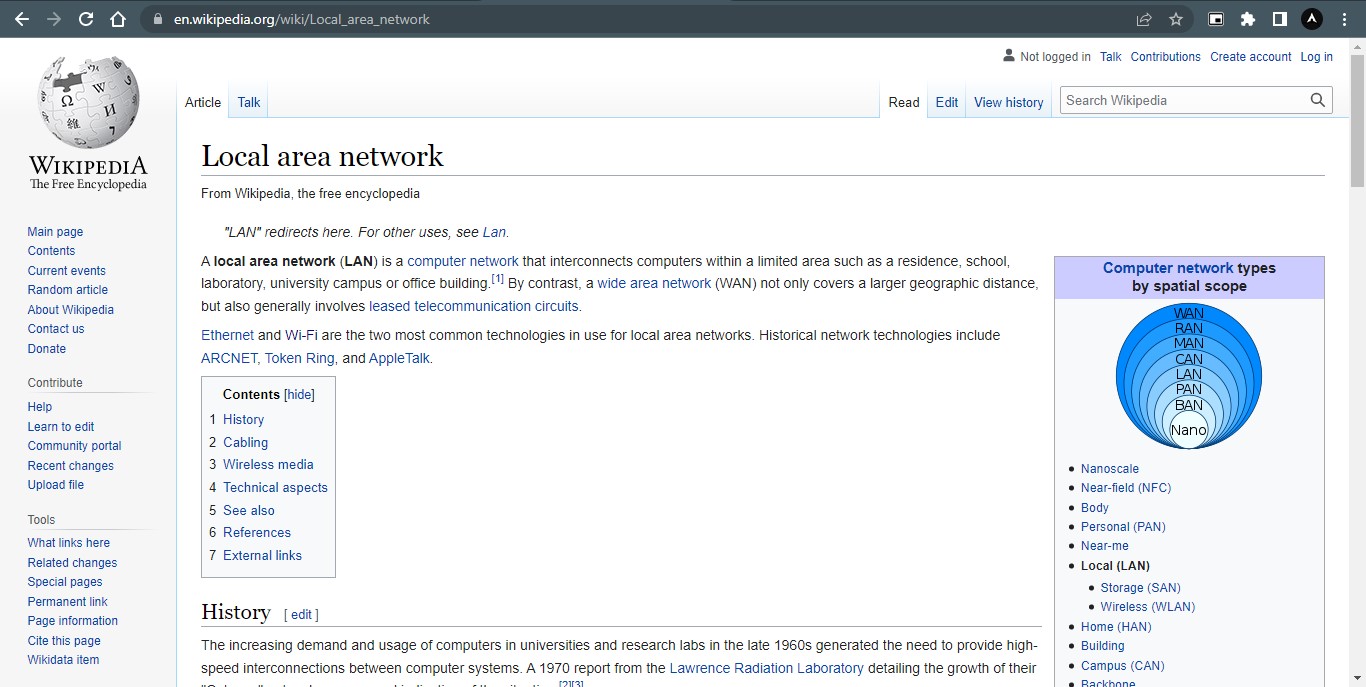 en.wikipedia.org/wiki/Local_area_network
WIKIPEDIA
The Free Encyclopedia
Not logged in Talk Contributions Create account Log in
Article Talk
Read Edit View history Search Wikipedia
Local area network
From Wikipedia, the free encyclopedia
"LAN" redirects here. For other uses, see Lan.
A local area network (LAN) is a computer network that interconnects computers within a limited area such as a residence, school,
laboratory, university campus or office building.[1] By contrast, a wide area network (WAN) not only covers a larger geographic distance,
but also generally involves leased telecommunication circuits.
Ethernet and Wi-Fi are the two most common technologies in use for local area networks. Historical network technologies include
ARCNET, Token Ring, and AppleTalk.
Contents [hide]
1 History
2 Cabling
3 Wireless media
4 Technical aspects
5 See also
6 References
7 External links
History [ edit ]
The increasing demand and usage of computers in universities and research labs in the late 1960s generated the need to provide high-
speed interconnections between computer systems. A 1970 report from the Lawrence Radiation Laboratory detailing the growth of their
[2][3]
Main page
Contents
Current events
Random article
About Wikipedia
Contact us
Donate
Contribute
Help
Learn to edit
Community portal
Recent changes
Upload file
Tools
What links here
Related changes
Special pages
Permanent link
Page information
Cite this page
Wikidata item
Computer network types
by spatial scope
WAN
RAN
MAN
CAN
LAN
PAN
BAN
Nano
Nanoscale
Near-field (NFC)
Body
Personal (PAN)
Near-me
Local (LAN)
Storage (SAN)
Wireless (WLAN)
Home (HAN)
Building
Campus (CAN)
Backbone